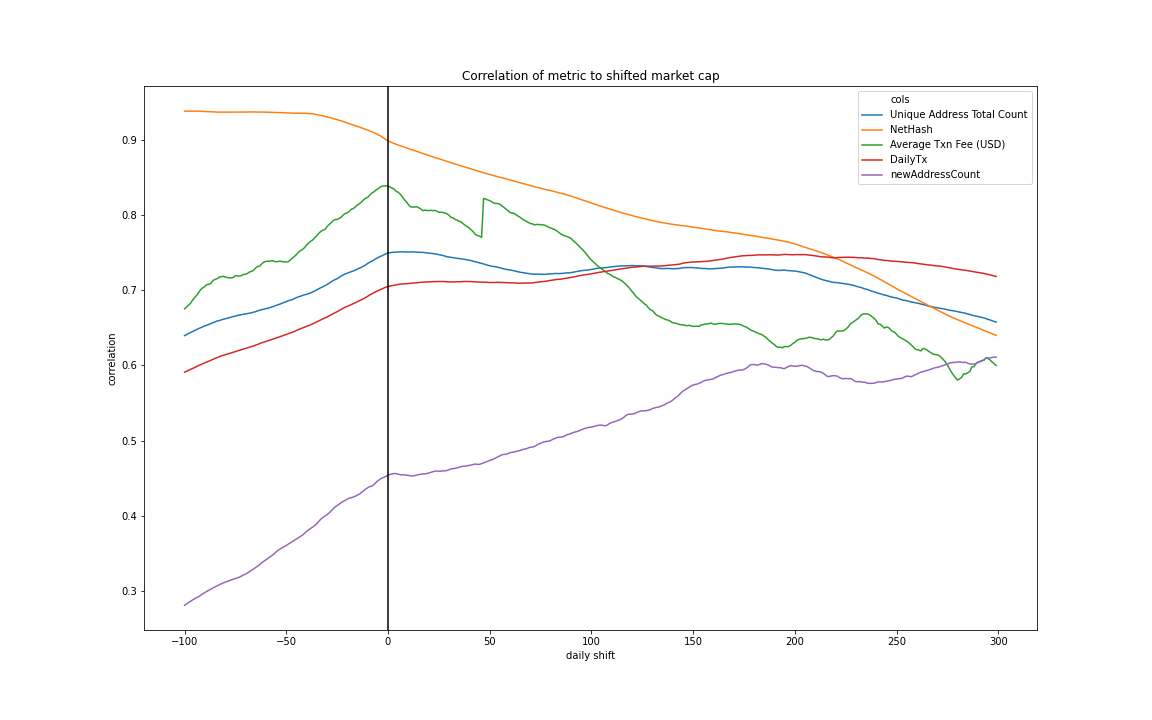 Correlation of metric to shifted market cap
cols
Unique Address Total Count
NetHash
Average Txn Fee (USD)
DailyTx
newAddressCount
correlation
0.9
0.8
0.7
0.6
0.5
0.4
0.3
−100 −50 0 50 100 150 200 250 300
daily shift